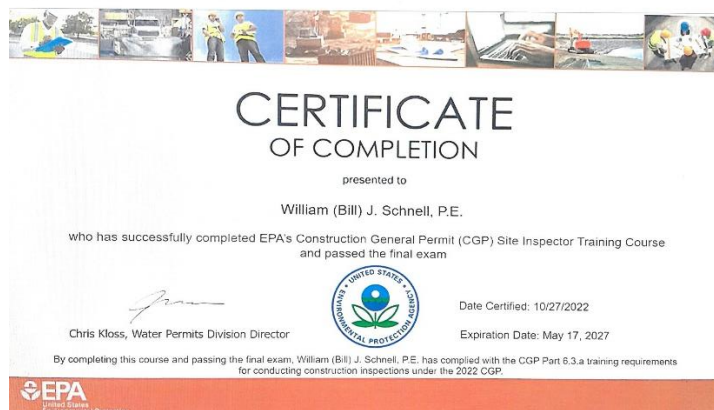 CERTIFICATE
OF COMPLETION
presented to
William (Bill) J. Schnell, P.E.
who has successfully completed EPA's Construction General Permit (CGP) Site Inspector Training Course
and passed the final exam
UNITED STATES
ENVIRONMENTAL PROTECTION AGENCY
Date Certified: 10/27/2022
Chris Kloss, Water Permits Division Director
Expiration Date: May 17, 2027
By completing this course and passing the final exam, William (Bill) J. Schnell, P.E. has complied with the CGP Part 6.3.a training requirements
for conducting construction inspections under the 2022 CGP.
EPA
United States